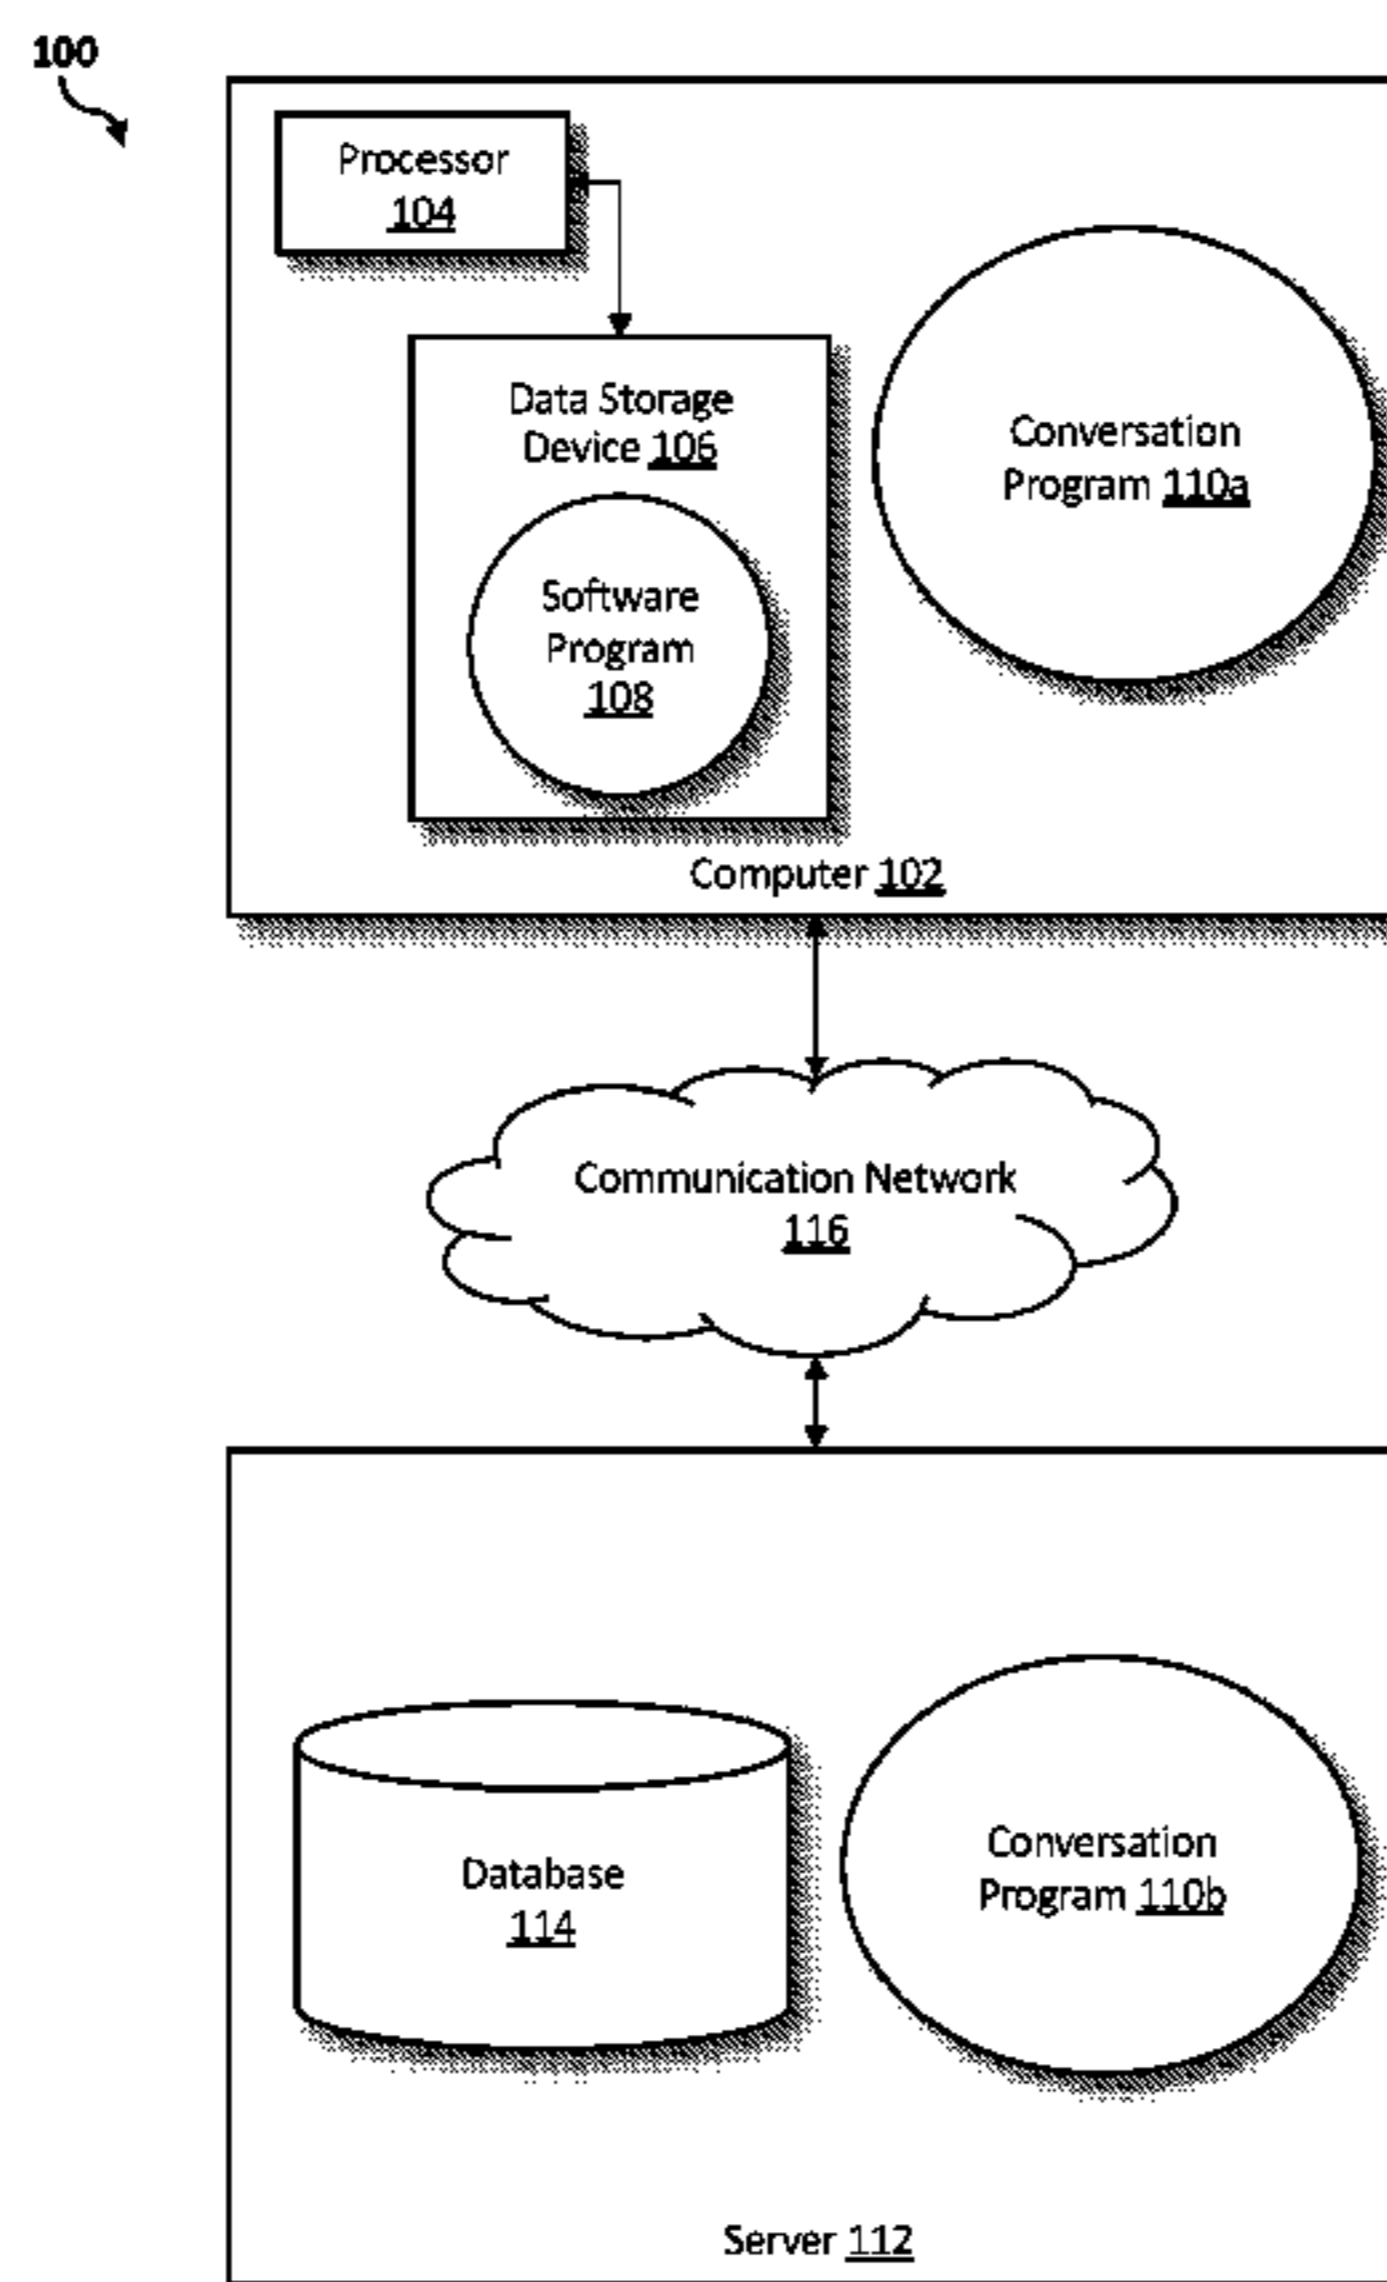 100
Processor
104
Data Storage
Device 106
Conversation
Program 110a
Software
Program
108
Computer 102
Communication Network
116
Database
114
Conversation
Program 110b
Server 112